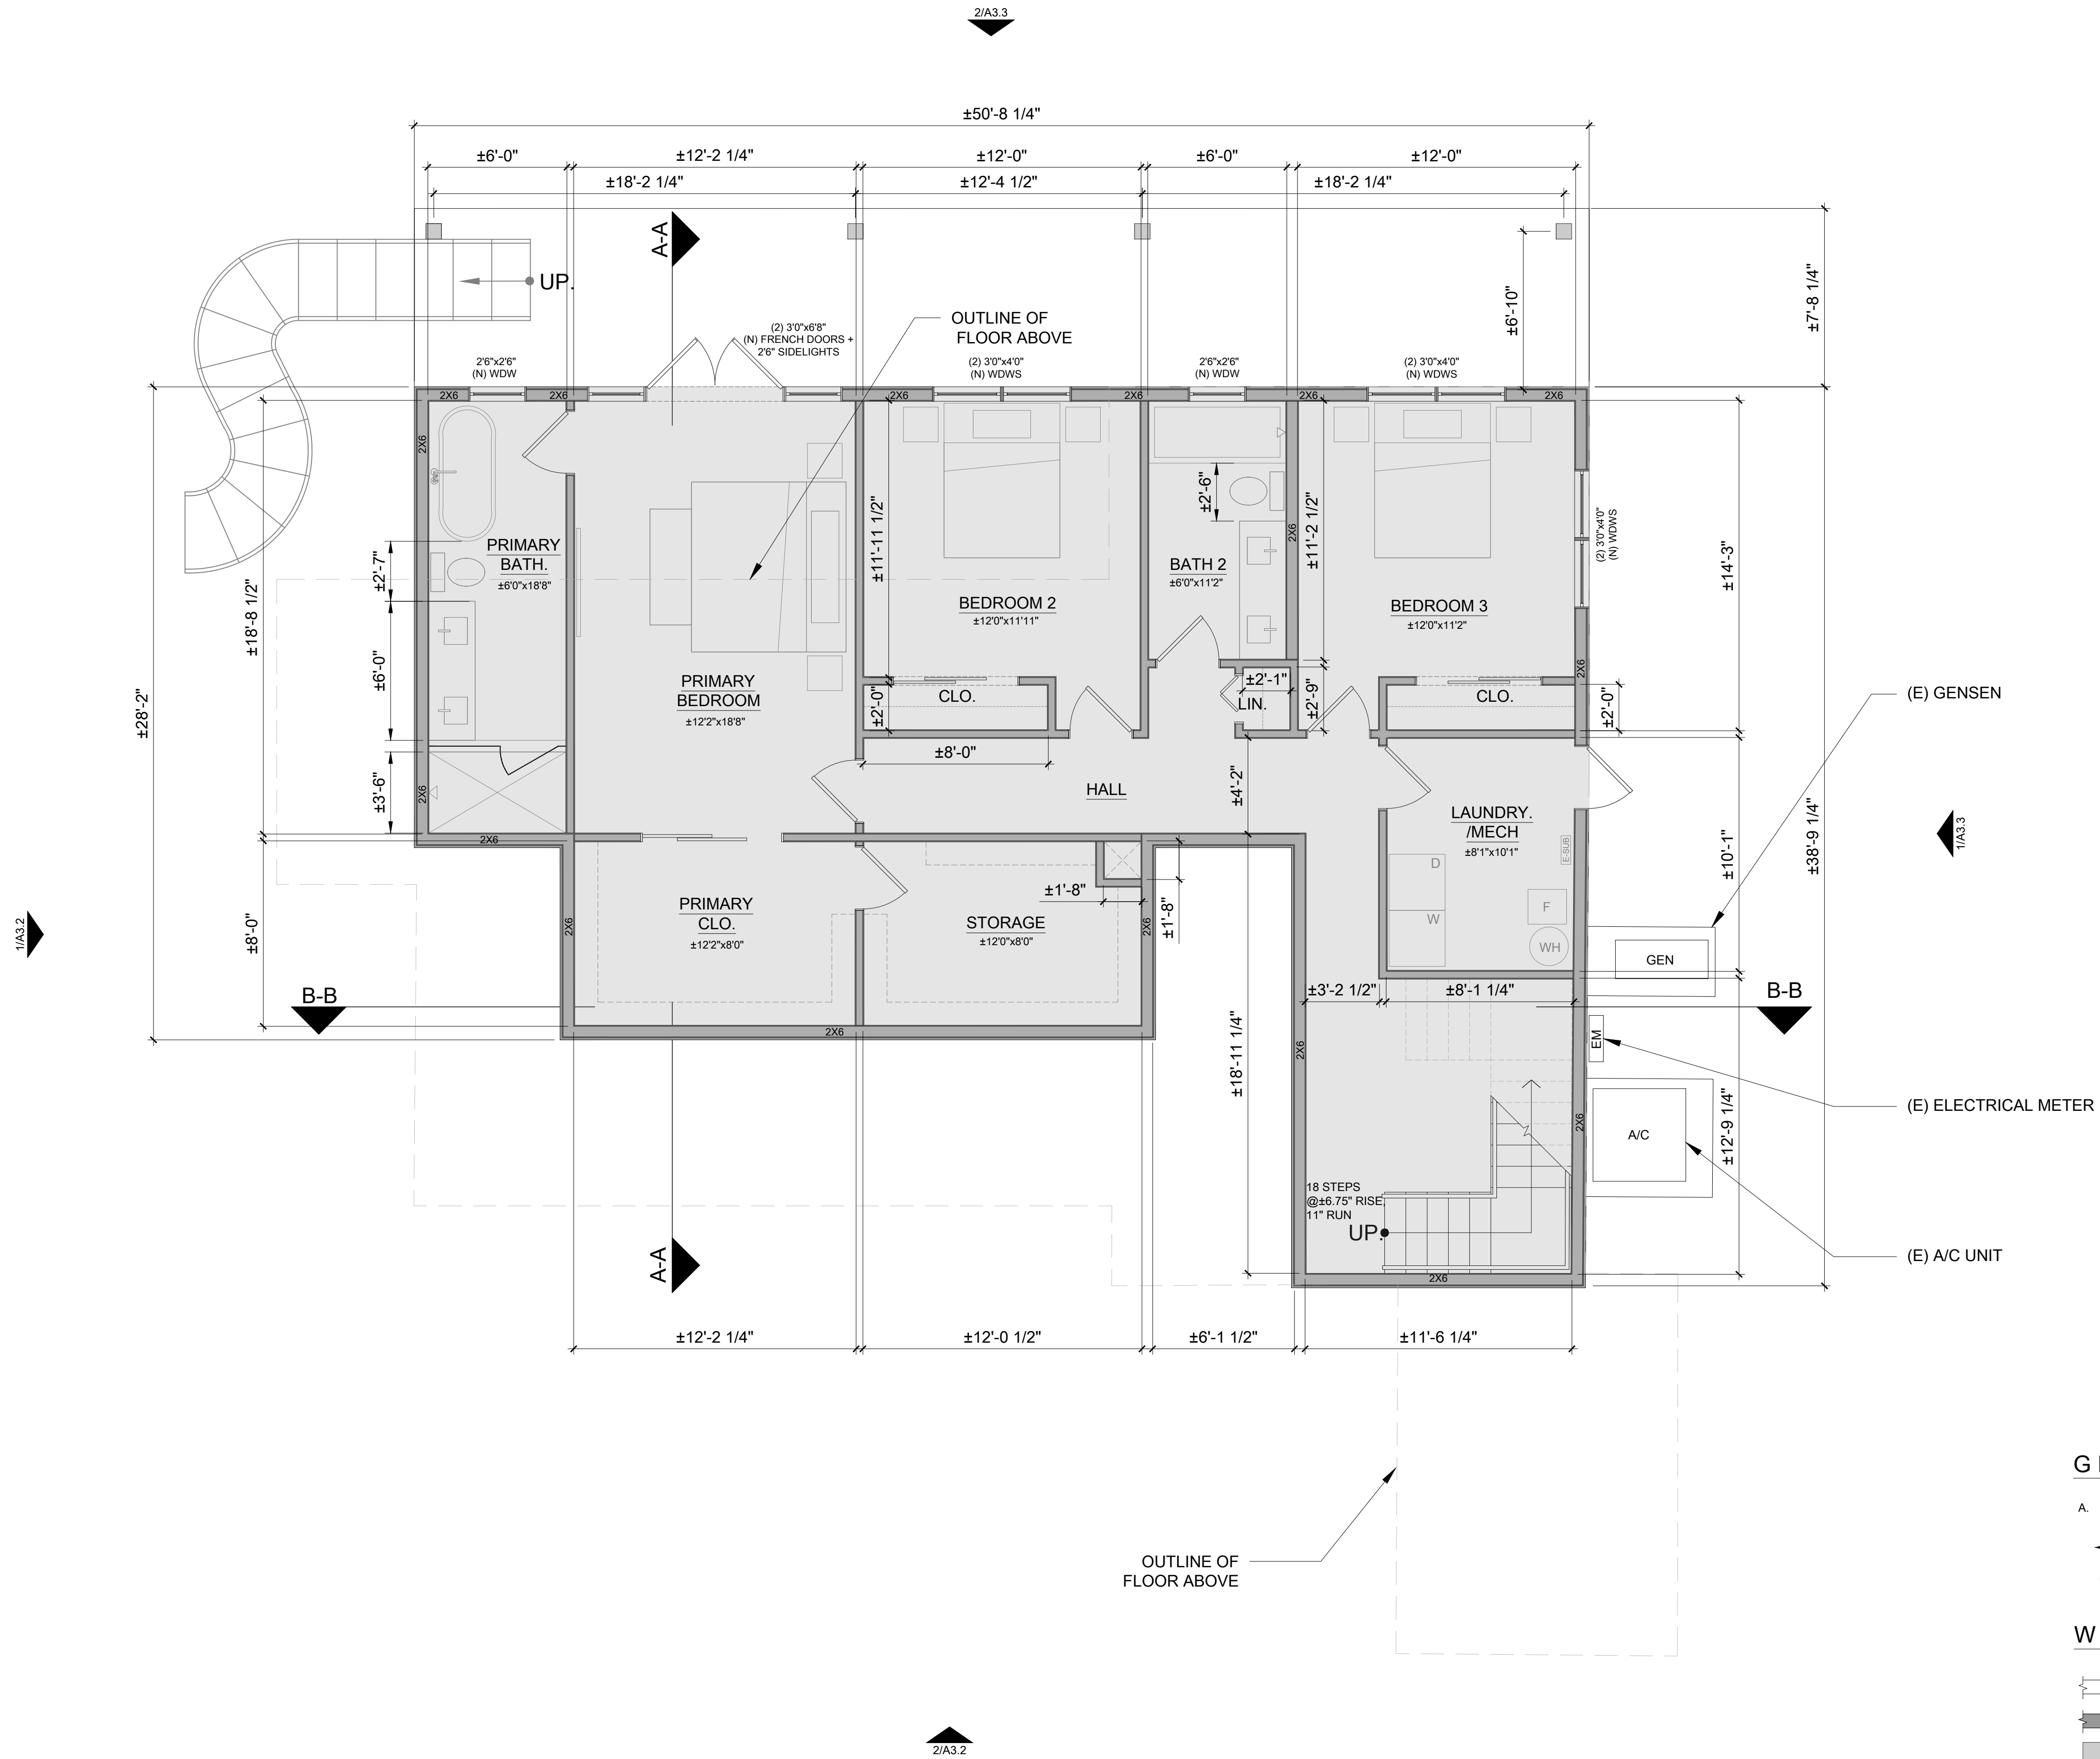 2/A3.3
±50'-8 1/4"
±6'-0"
±12'-2 1/4"
±12'-0"
±6'-0"
±12'-0"
±18'-2 1/4"
±12'-4 1/2"
±18'-2 1/4"
A-A
UP.
±6'-10"
±7'-8 1/4"
OUTLINE OF
FLOOR ABOVE
(2) 3'0"x6'8"
(N) FRENCH DOORS +
2'6" SIDELIGHTS
2'6"x2'6"
(N) WDW
(2) 3'0"x4'0"
(N) WDWS
2'6"x2'6"
(N) WDW
(2) 3'0"x4'0"
(N) WDWS
2X6
2X6
2X6
2X6
2X6
2X6
2X6
±2'-6"
±11'-11 1/2"
±11'-2 1/2"
2X6
(2) 3'0"x4'0"
(N) WDWS
±14'-3"
PRIMARY
BATH.
±6'0"x18'8"
±2'-7"
BATH 2
±6'0"x11'2"
BEDROOM 2
±12'0"x11'11"
BEDROOM 3
±12'0"x11'2"
±18'-8 1/2"
±6'-0"
±28'-2"
PRIMARY
BEDROOM
±12'2"x18'8"
±2'-0"
CLO.
±2'-1"
LIN.
±2'-9"
CLO.
2X6
±2'-0"
(E) GENSEN
±8'-0"
HALL
±4'-2"
±3'-6"
2X6
2X6
LAUNDRY.
/MECH
±8'1"x10'1"
E-SUB
D
W
F
WH
±10'-1"
±38'-9 1/4"
1/A3.3
1/A3.2
±8'-0"
2X6
PRIMARY
CLO.
±12'2"x8'0"
STORAGE
±12'0"x8'0"
±1'-8"
±1'-8"
2X6
GEN
B-B
B-B
±3'-2 1/2"
±8'-1 1/4"
2X6
±18'-11 1/4"
2X6
EM
(E) ELECTRICAL METER
2X6
A/C
±12'-9 1/4"
18 STEPS
@±6.75" RISE,
11" RUN
UP.
(E) A/C UNIT
A-A
2X6
±12'-2 1/4"
±12'-0 1/2"
±6'-1 1/2"
±11'-6 1/4"
G
A.
OUTLINE OF
FLOOR ABOVE
W
2/A3.2